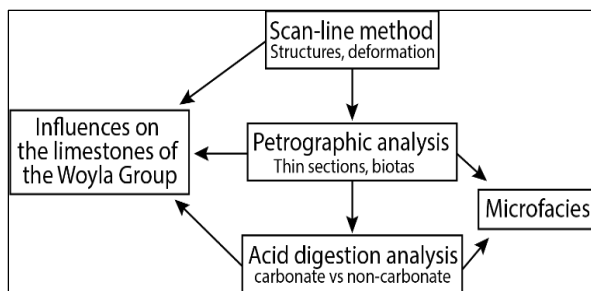 Scan-line method
Structures, deformation
Influences on
the limestones of
the Woyla Group
Petrographic analysis
Thin sections, biotas
Microfacies
Acid digestion analysis
carbonate vs non-carbonate